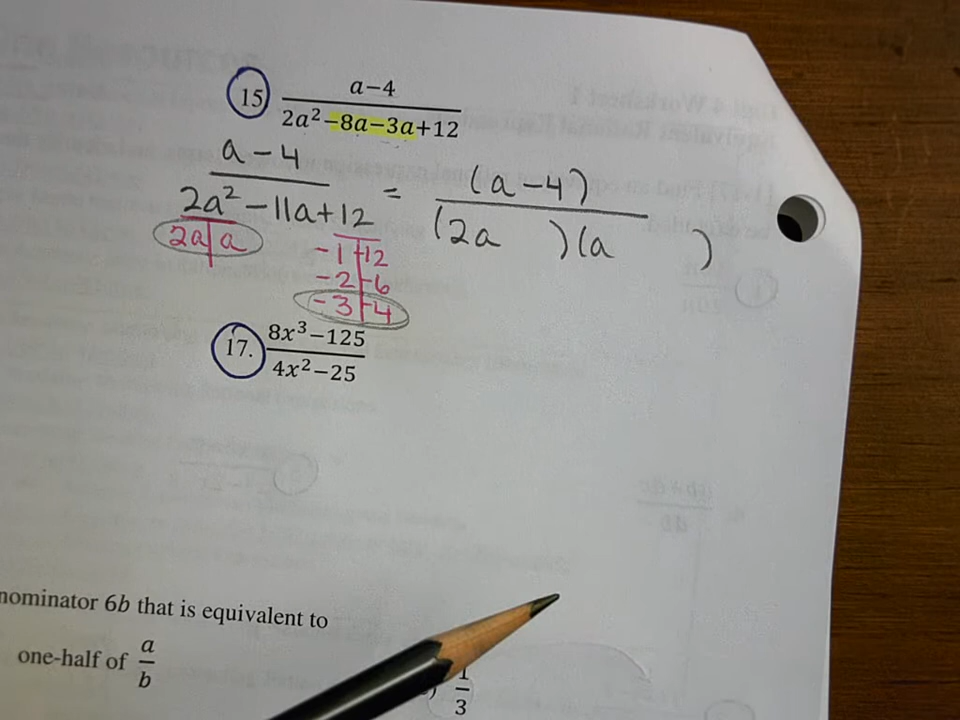 15) a−4
2a²−8a−3a+12
a − 4
2a² − 11a + 12
= (a − 4)
(2a )(a )
2a a
-1 -12
-2 -6
-3 -4
17. 8x³−125
4x²−25
nominator 6b that is equivalent to
one-half of a
b
1
3